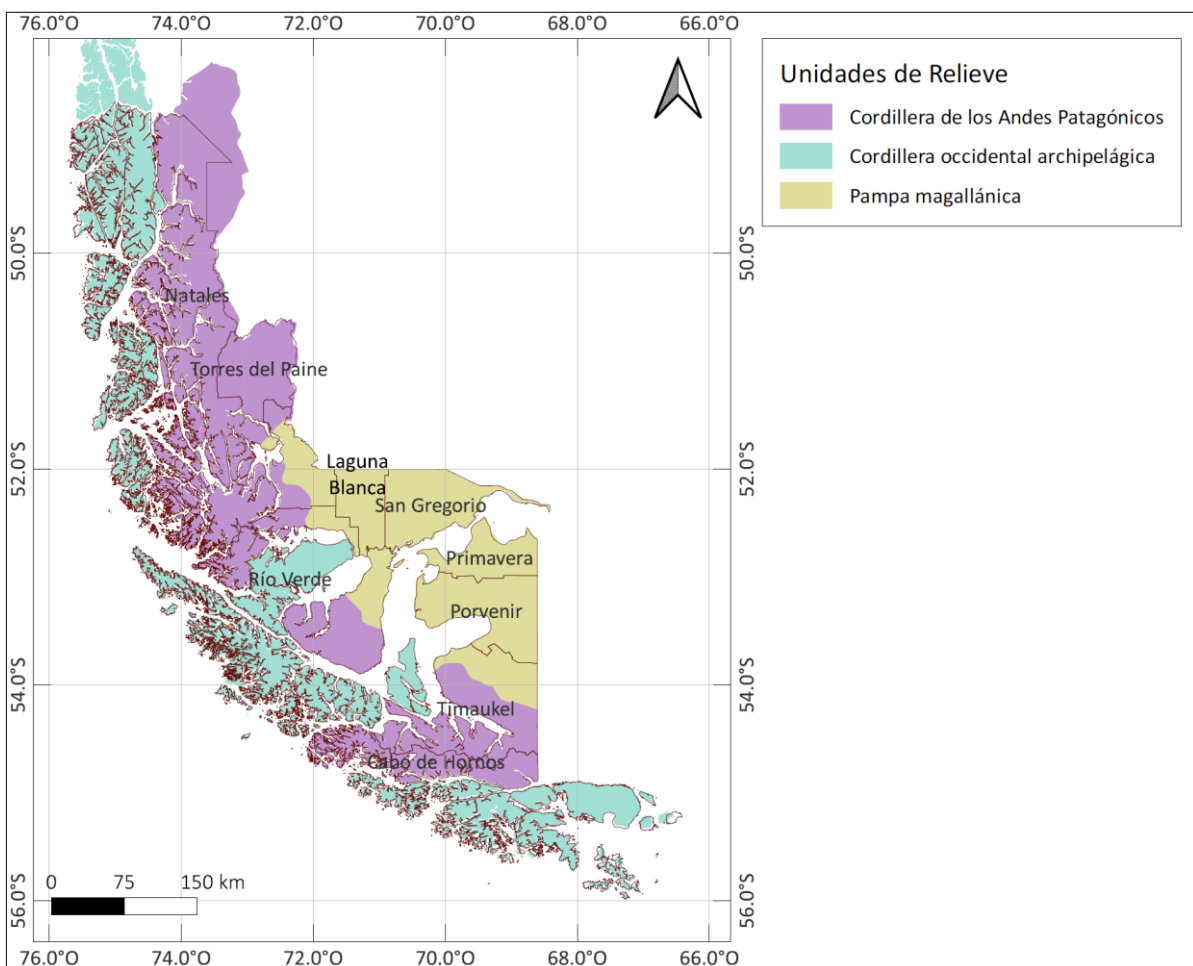 76.0°O 74.0°O 72.0°O 70.0°O 68.0°O 66.0°O
Unidades de Relieve
Cordillera de los Andes Patagónicos
Cordillera occidental archipelágica
Pampa magallánica
50.0°S 50.0°S
Natales
Torres del Paine
52.0°S 52.0°S
Laguna
Blanca
San Gregorio
Primavera
Río Verde
Porvenir
54.0°S 54.0°S
Timaukel
Cabo de Hornos
0 75 150 km
56.0°S 56.0°S
76.0°O 74.0°O 72.0°O 70.0°O 68.0°O 66.0°O